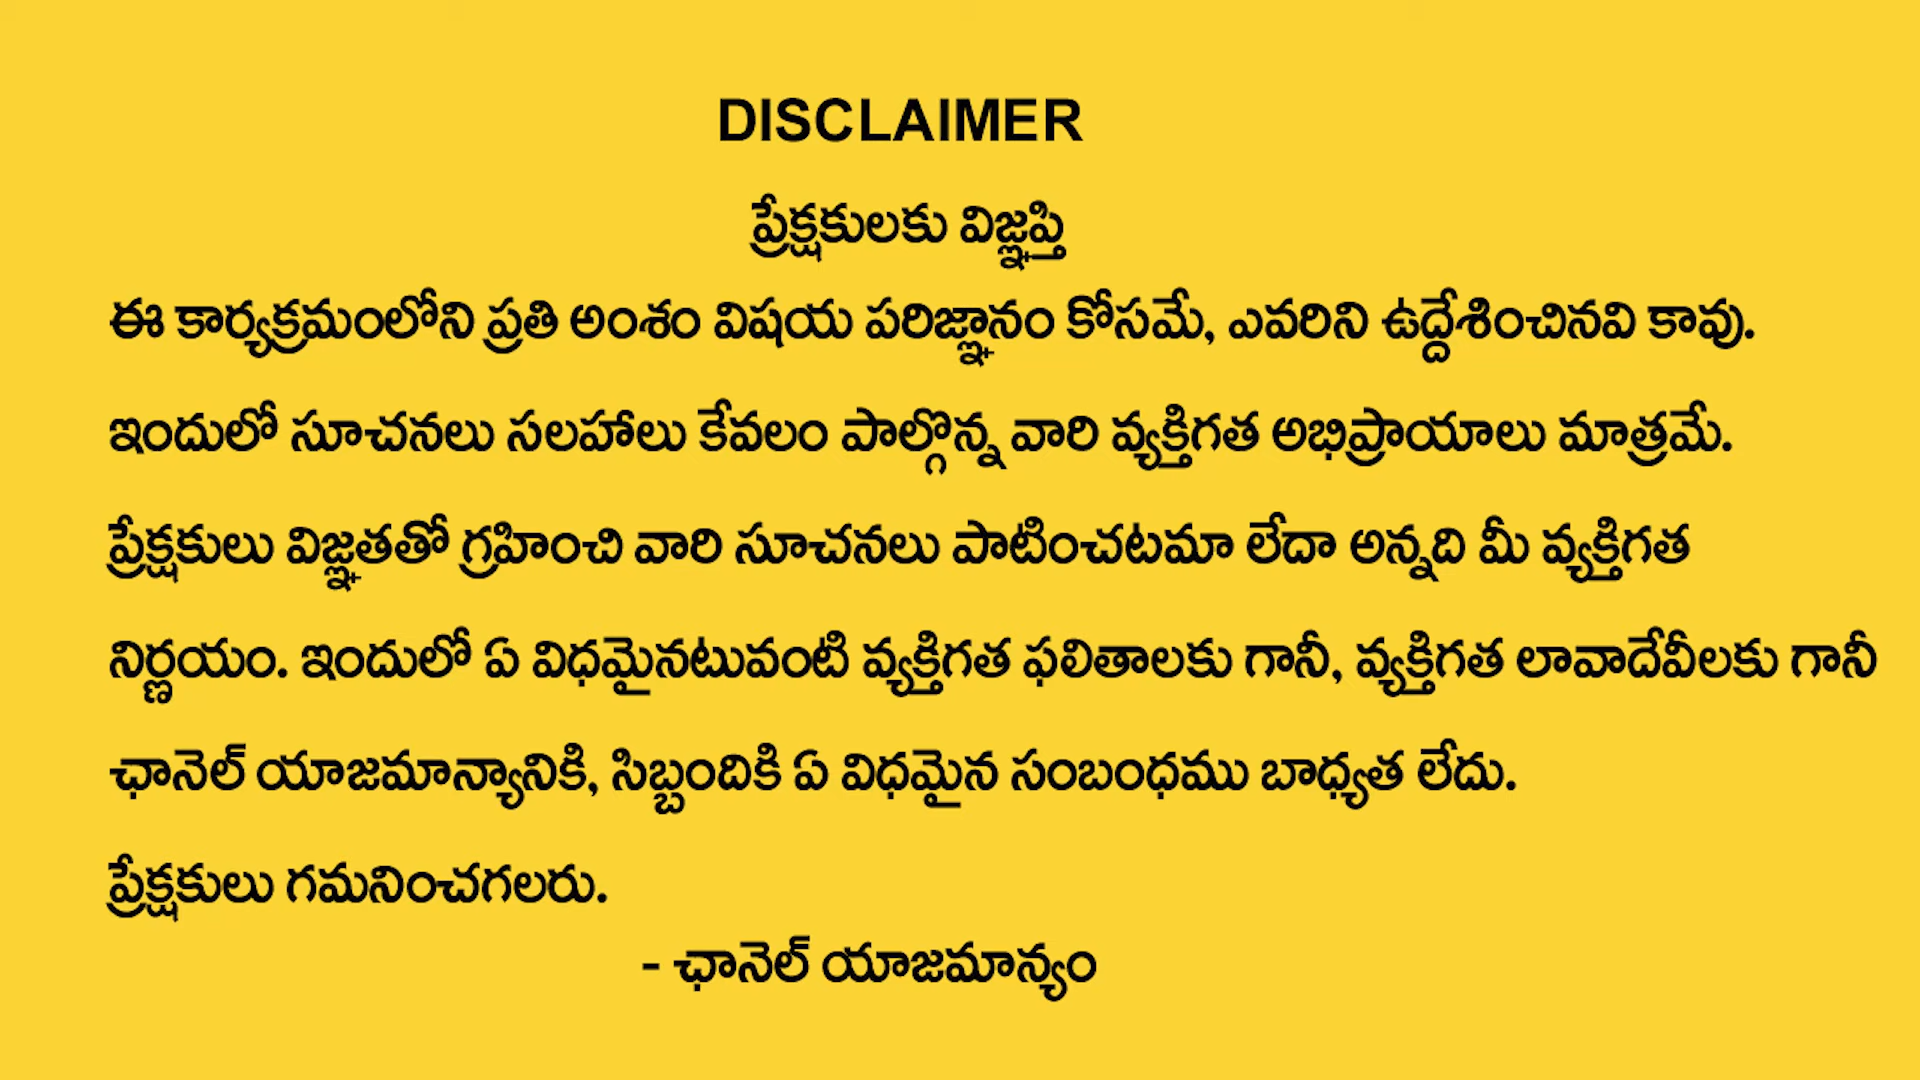 DISCLAIMER
ప్రేక్షకులకు విజ్ఞప్తి
ఈ కార్యక్రమంలోని ప్రతి అంశం విషయ పరిజ్ఞానం కోసమే, ఎవరిని ఉద్దేశించినవి కావు.
ఇందులో సూచనలు సలహాలు కేవలం పాల్గొన్న వారి వ్యక్తిగత అభిప్రాయాలు మాత్రమే.
ప్రేక్షకులు విజ్ఞతతో గ్రహించి వారి సూచనలు పాటించటమా లేదా అన్నది మీ వ్యక్తిగత
నిర్ణయం. ఇందులో ఏ విధమైనటువంటి వ్యక్తిగత ఫలితాలకు గానీ, వ్యక్తిగత లావాదేవీలకు గానీ
ఛానెల్ యాజమాన్యానికి, సిబ్బందికి ఏ విధమైన సంబంధము బాధ్యత లేదు.
ప్రేక్షకులు గమనించగలరు.
- ఛానెల్ యాజమాన్యం